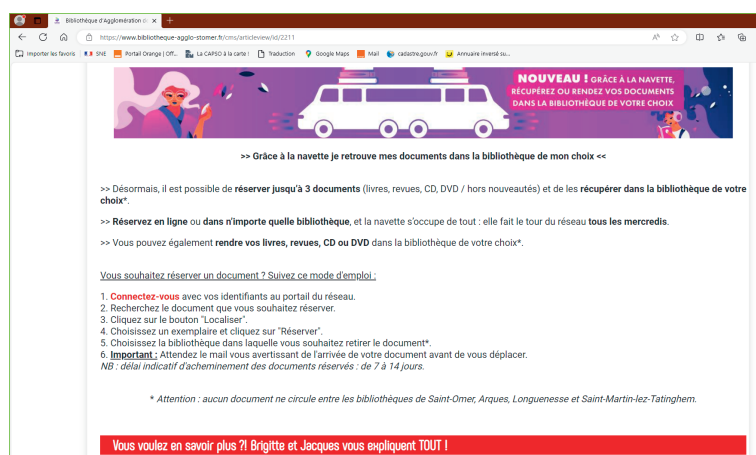 Bibliothèque d'Agglomération de
https://www.bibliotheque-agglo-stomer.fr/cms/articleview/id/2211
Importer les favoris SNE Portail Orange | Off... La CAPSO à la carte ! Traduction Google Maps Mail cadastre.gouv.fr Annuaire inversé su...
NOUVEAU ! GRÂCE À LA NAVETTE,
RÉCUPÉREZ OU RENDEZ VOS DOCUMENTS
DANS LA BIBLIOTHÈQUE DE VOTRE CHOIX
>> Grâce à la navette je retrouve mes documents dans la bibliothèque de mon choix <<
>> Désormais, il est possible de réserver jusqu'à 3 documents (livres, revues, CD, DVD / hors nouveautés) et de les récupérer dans la bibliothèque de votre
choix*.
>> Réservez en ligne ou dans n'importe quelle bibliothèque, et la navette s'occupe de tout : elle fait le tour du réseau tous les mercredis.
>> Vous pouvez également rendre vos livres, revues, CD ou DVD dans la bibliothèque de votre choix*.
Vous souhaitez réserver un document ? Suivez ce mode d'emploi :
1. Connectez-vous avec vos identifiants au portail du réseau.
2. Recherchez le document que vous souhaitez réserver.
3. Cliquez sur le bouton "Localiser".
4. Choisissez un exemplaire et cliquez sur "Réserver".
5. Choisissez la bibliothèque dans laquelle vous souhaitez retirer le document*.
6. Important : Attendez le mail vous avertissant de l'arrivée de votre document avant de vous déplacer.
NB : délai indicatif d'acheminement des documents réservés : de 7 à 14 jours.
* Attention : aucun document ne circule entre les bibliothèques de Saint-Omer, Arques, Longuenesse et Saint-Martin-lez-Tatinghem.
Vous voulez en savoir plus ?! Brigitte et Jacques vous expliquent TOUT !